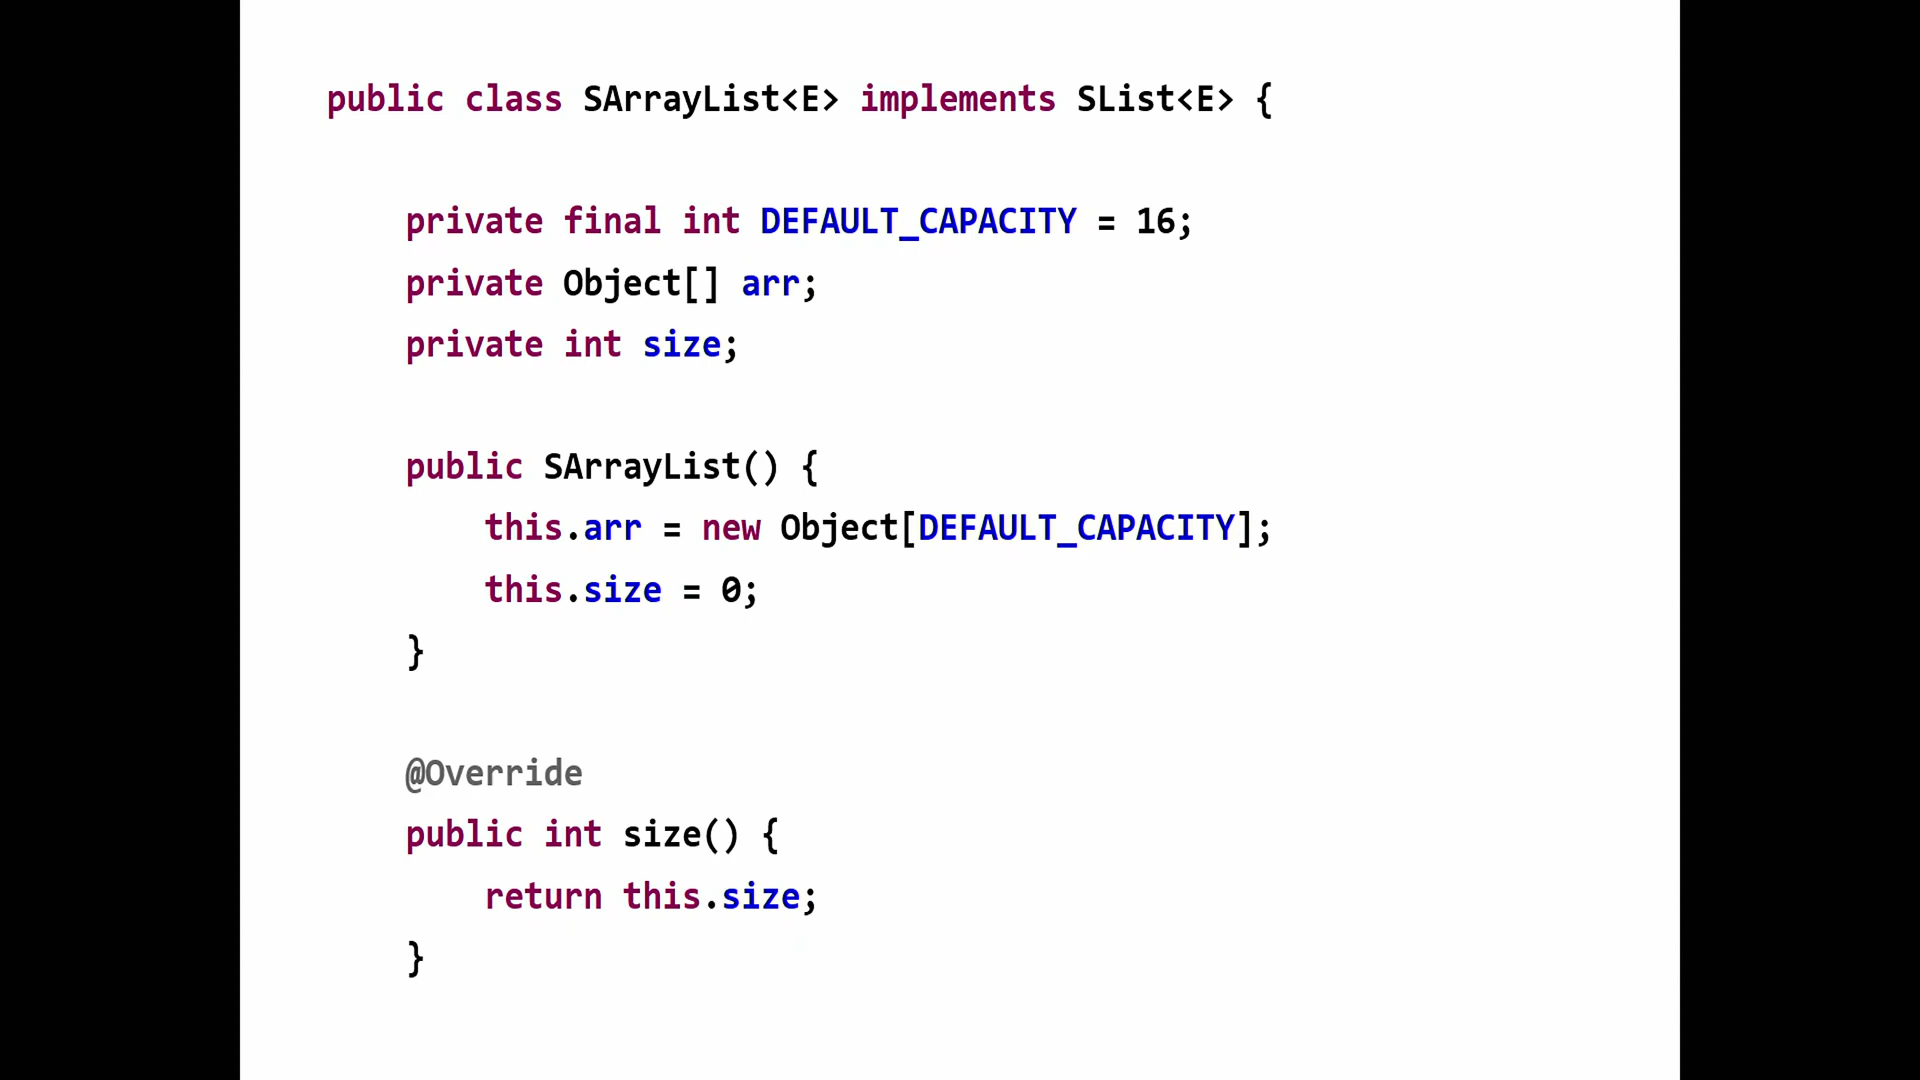 public class SArrayList<E> implements SList<E> {
private final int DEFAULT_CAPACITY = 16;
private Object[] arr;
private int size;
public SArrayList() {
this.arr = new Object[DEFAULT_CAPACITY];
this.size = 0;
}
@Override
public int size() {
return this.size;
}